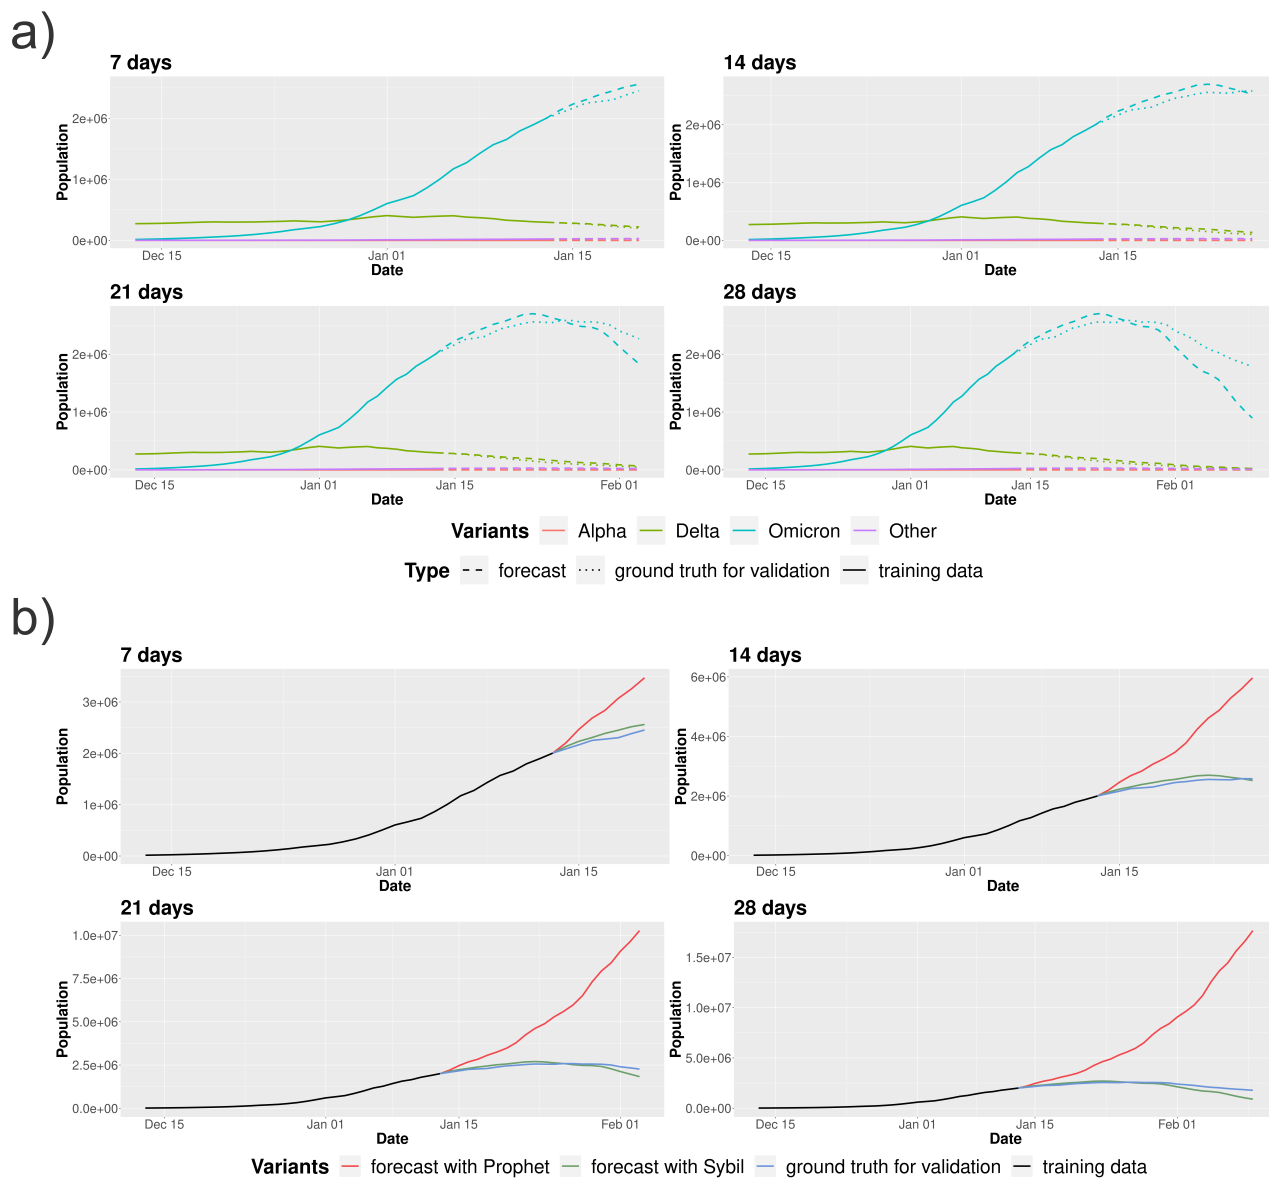 a)
7 days
14 days
Population
2e+06
1e+06
0e+00
Dec 15
Jan 01
Jan 15
Date
Population
2e+06
1e+06
0e+00
Dec 15
Jan 01
Jan 15
Date
21 days
28 days
Population
2e+06
1e+06
0e+00
Dec 15
Jan 01
Jan 15
Feb 01
Date
Population
2e+06
1e+06
0e+00
Dec 15
Jan 01
Jan 15
Feb 01
Date
Variants Alpha Delta Omicron Other
Type forecast ground truth for validation training data
b)
7 days
14 days
Population
3e+06
2e+06
1e+06
0e+00
Dec 15
Jan 01
Jan 15
Date
Population
6e+06
4e+06
2e+06
0e+00
Dec 15
Jan 01
Jan 15
Date
21 days
28 days
Population
1.0e+07
7.5e+06
5.0e+06
2.5e+06
0.0e+00
Dec 15
Jan 01
Jan 15
Feb 01
Date
Population
1.5e+07
1.0e+07
5.0e+06
0.0e+00
Dec 15
Jan 01
Jan 15
Feb 01
Date
Variants forecast with Prophet forecast with Sybil ground truth for validation training data